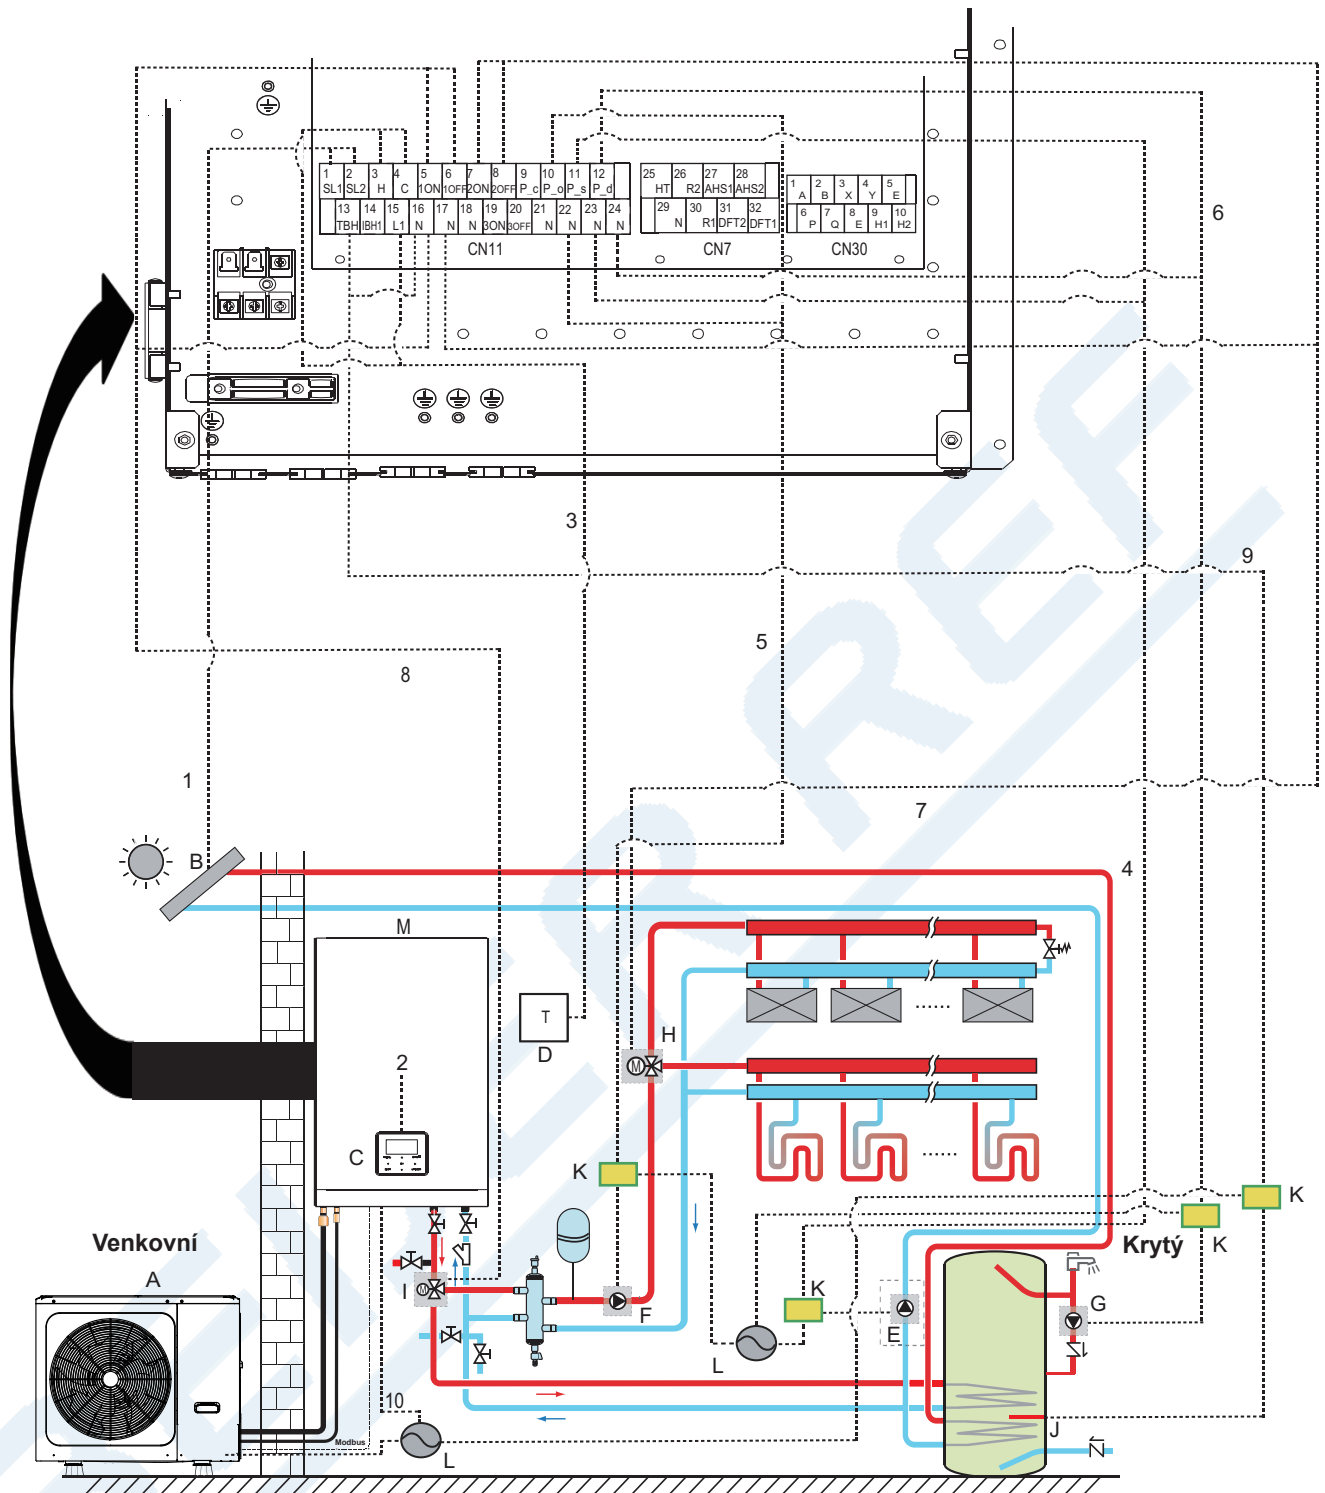 1 2 3 4 5 6 7 8 9 10 11 12
SL1 SL2 H C 1ON 1OFF 2ON 2OFF P_c P_o P_s P_d
13 14 15 16 17 18 19 20 21 22 23 24
TBH IBH1 L1 N N N 3ON 3OFF N N N N
CN11
25 26 27 28
HT R2 AHS1 AHS2
29 30 31 32
N R1 DFT2 DFT1
CN7
1 2 3 4 5
A B X Y E
6 7 8 9 10
P Q E H1 H2
CN30
6
3
9
5
8
1
7
B
4
M
T
D
H
M
2
C
K
K
K
Venkovní
Krytý
A
I
M
F
K
E
G
L
10
J
Modbus
L
HEIZER REF